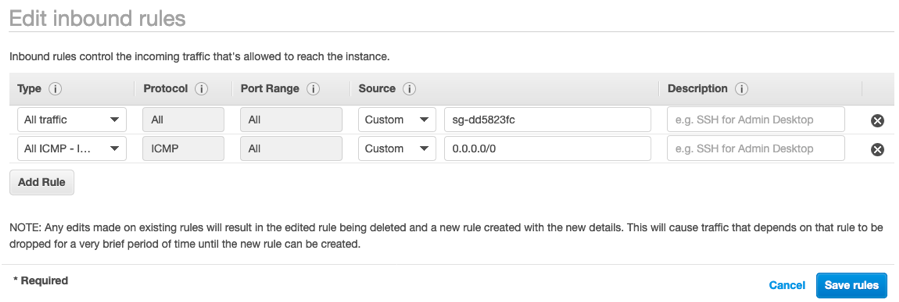 Edit inbound rules
Inbound rules control the incoming traffic that's allowed to reach the instance.
Type i Protocol i Port Range i Source i Description i
All traffic All All Custom sg-dd5823fc e.g. SSH for Admin Desktop
All ICMP - I... ICMP All Custom 0.0.0.0/0 e.g. SSH for Admin Desktop
Add Rule
NOTE: Any edits made on existing rules will result in the edited rule being deleted and a new rule created with the new details. This will cause traffic that depends on that rule to be
dropped for a very brief period of time until the new rule can be created.
* Required Cancel Save rules